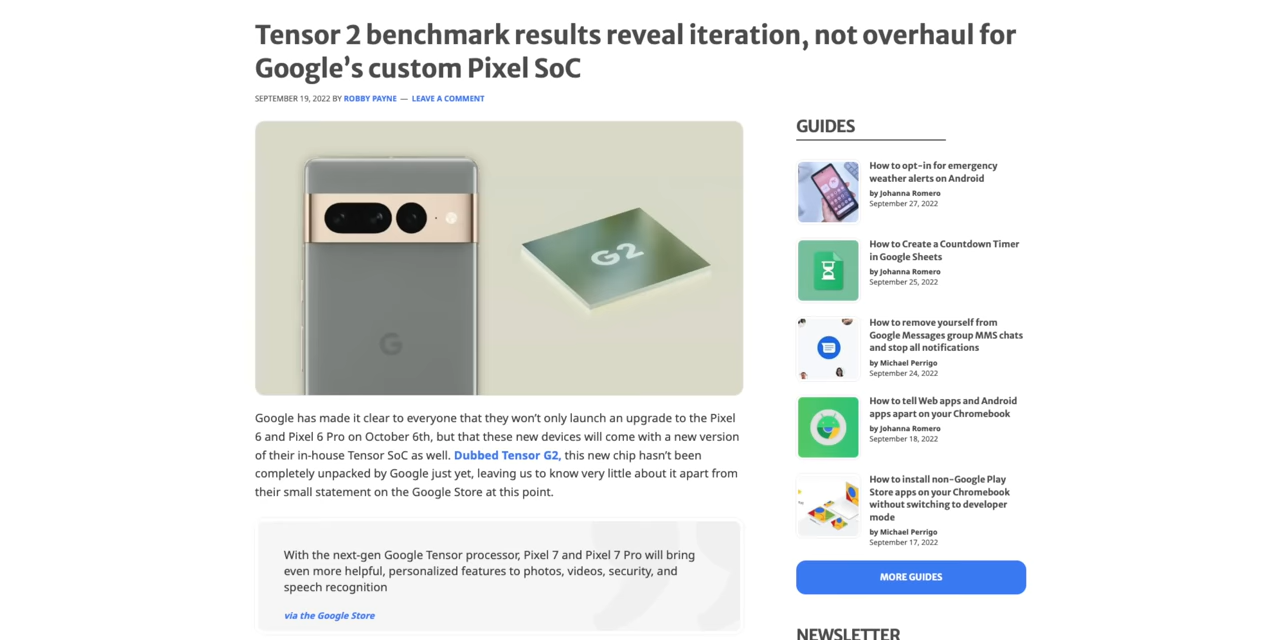 Tensor 2 benchmark results reveal iteration, not overhaul for
Google’s custom Pixel SoC
SEPTEMBER 19, 2022 BY ROBBY PAYNE — LEAVE A COMMENT
G2
G
Google has made it clear to everyone that they won’t only launch an upgrade to the Pixel
6 and Pixel 6 Pro on October 6th, but that these new devices will come with a new version
of their in-house Tensor SoC as well. Dubbed Tensor G2, this new chip hasn’t been
completely unpacked by Google just yet, leaving us to know very little about it apart from
their small statement on the Google Store at this point.
With the next-gen Google Tensor processor, Pixel 7 and Pixel 7 Pro will bring
even more helpful, personalized features to photos, videos, security, and
speech recognition
via the Google Store
GUIDES
How to opt-in for emergency
weather alerts on Android
by Johanna Romero
September 27, 2022
How to Create a Countdown Timer
in Google Sheets
by Johanna Romero
September 25, 2022
How to remove yourself from
Google Messages group MMS chats
and stop all notifications
by Michael Perrigo
September 24, 2022
How to tell Web apps and Android
apps apart on your Chromebook
by Johanna Romero
September 18, 2022
How to install non-Google Play
Store apps on your Chromebook
without switching to developer
mode
by Michael Perrigo
September 17, 2022
MORE GUIDES
NEWSLETTER